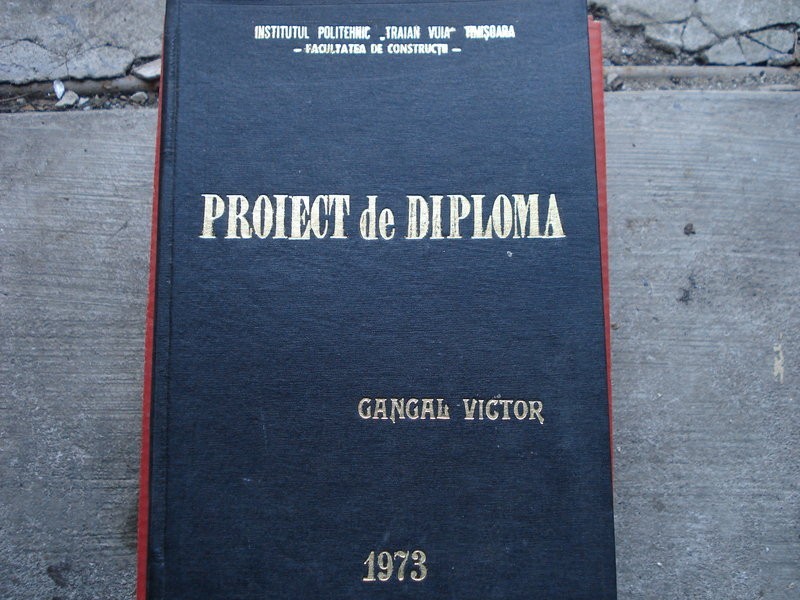 INSTITUTUL POLITEHNIC „TRAIAN VUIA" TIMIŞOARA
– FACULTATEA DE CONSTRUCŢII –
PROIECT de DIPLOMA
GANGAL VICTOR
1973